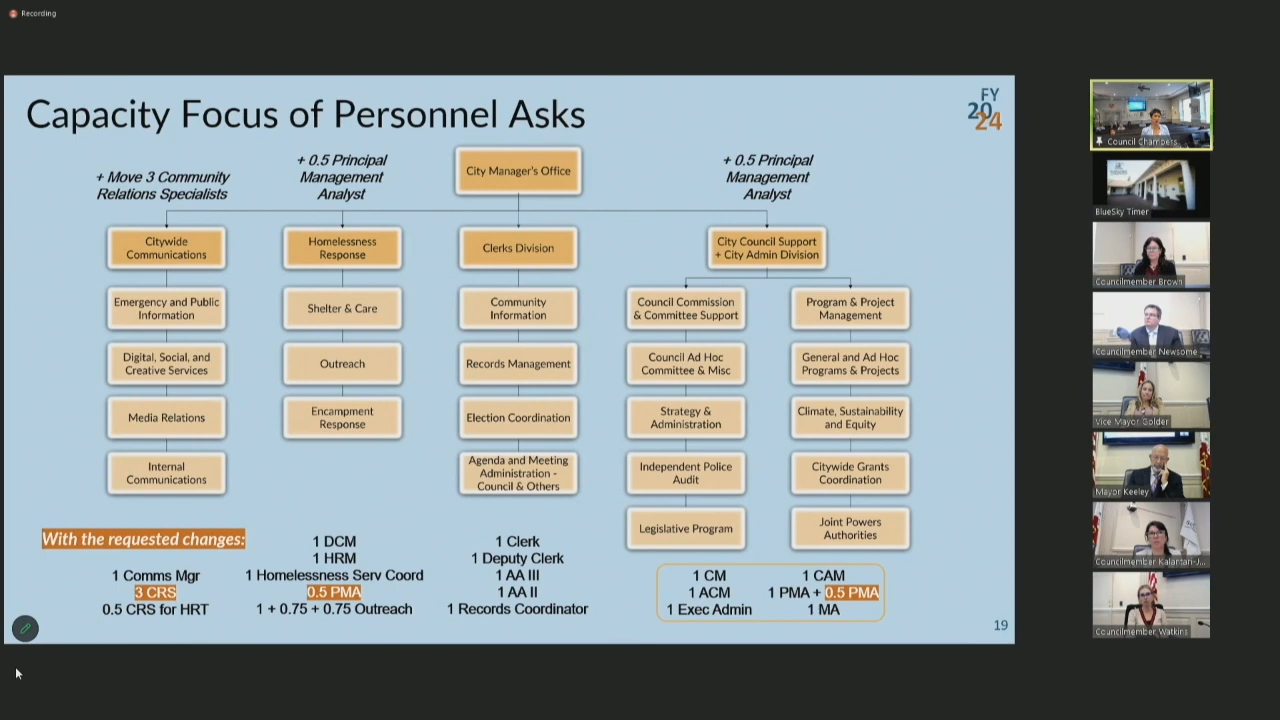 Recording
Capacity Focus of Personnel Asks
FY
20
24
+ Move 3 Community
Relations Specialists
+ 0.5 Principal
Management
Analyst
City Manager's Office
+ 0.5 Principal
Management
Analyst
Citywide
Communications
Homelessness
Response
Clerks Division
City Council Support
+ City Admin Division
Emergency and Public
Information
Shelter & Care
Community
Information
Council Commission
& Committee Support
Program & Project
Management
Digital, Social, and
Creative Services
Outreach
Records Management
Council Ad Hoc
Committee & Misc
General and Ad Hoc
Programs & Projects
Media Relations
Encampment
Response
Election Coordination
Strategy &
Administration
Climate, Sustainability
and Equity
Internal
Communications
Agenda and Meeting
Administration -
Council & Others
Independent Police
Audit
Citywide Grants
Coordination
Legislative Program
Joint Powers
Authorities
With the requested changes:
1 Comms Mgr
3 CRS
0.5 CRS for HRT
1 DCM
1 HRM
1 Homelessness Serv Coord
0.5 PMA
1 + 0.75 + 0.75 Outreach
1 Clerk
1 Deputy Clerk
1 AA III
1 AA II
1 Records Coordinator
1 CM
1 ACM
1 Exec Admin
1 CAM
1 PMA + 0.5 PMA
1 MA
19
Council Chambers
BlueSky Timer
Councilmember Brown
Councilmember Newsome
Vice Mayor Golder
Mayor Keeley
Councilmember Kalantari-J...
Councilmember Watkins